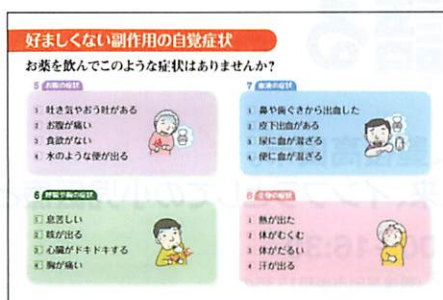 好ましくない副作用の自覚症状
お薬を飲んでこのような症状はありませんか?
5 お腹の症状
1 吐き気やおう吐がある
2 お腹が痛い
3 食欲がない
4 水のような便が出る
6 呼吸や胸の症状
1 息苦しい
2 咳が出る
3 心臓がドキドキする
4 胸が痛い
7 血液の症状
1 鼻や歯ぐきから出血した
2 皮下出血がある
3 尿に血が混ざる
4 便に血が混ざる
8 全身の症状
1 熱が出た
2 体がむくむ
3 体がだるい
4 汗が出る